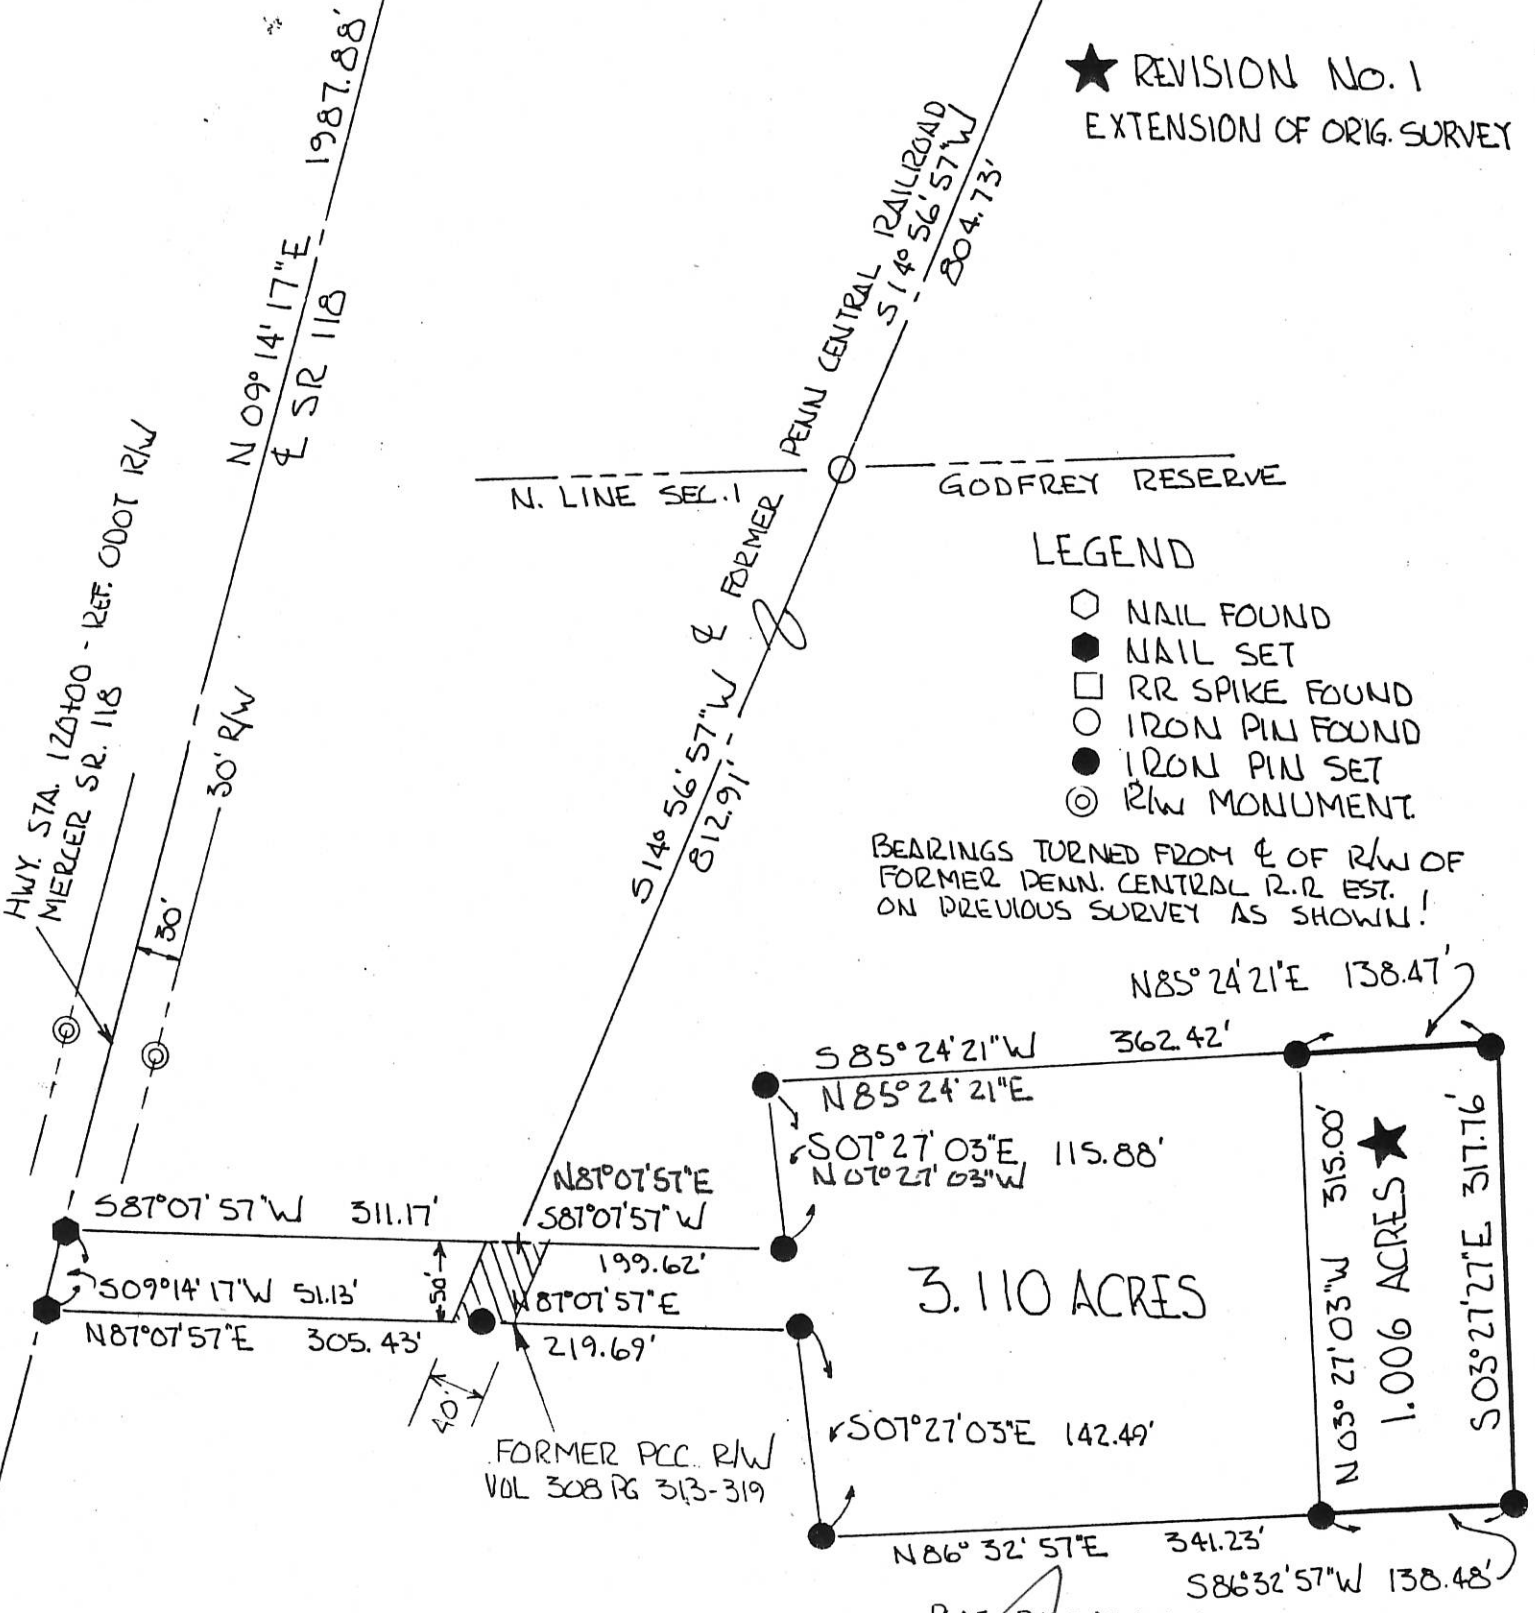 1987.88'
N 09° 14' 17" E
℄ SR 118
★ REVISION NO. 1
EXTENSION OF ORIG. SURVEY
PENN CENTRAL RAILROAD
S 14° 56' 57" W
804.73'
N. LINE SEC. 1
GODFREY RESERVE
℄ FORMER
S 14° 56' 57" W
812.91'
HWY. STA. 120+00 - REF. ODOT R/W
MERCER SR. 118
30' R/W
30'
LEGEND
NAIL FOUND
NAIL SET
RR SPIKE FOUND
IRON PIN FOUND
IRON PIN SET
R/W MONUMENT.
BEARINGS TURNED FROM ℄ OF R/W OF
FORMER PENN. CENTRAL R.R EST.
ON PREVIOUS SURVEY AS SHOWN!
N85° 24' 21"E 138.47'
S 85° 24' 21" W 362.42'
N 85° 24' 21"E
S07° 27' 03"E 115.88'
N 07° 27' 03"W
N87°07'57"E
S87°07'57" W
S87°07'57"W 311.17'
199.62'
S09°14'17"W 51.13'
50'
N87°07'57"E
N87°07'57"E 305.43'
219.69'
40'
3.110 ACRES
N 03° 27' 03" W 315.00'
1.006 ACRES ★
S 03° 27' 27" E 317.76'
S07°27'03"E 142.49'
FORMER PCC. R/W
VOL 308 PG 313-319
N 86° 32' 57"E 341.23'
S86°32'57"W 138.48'